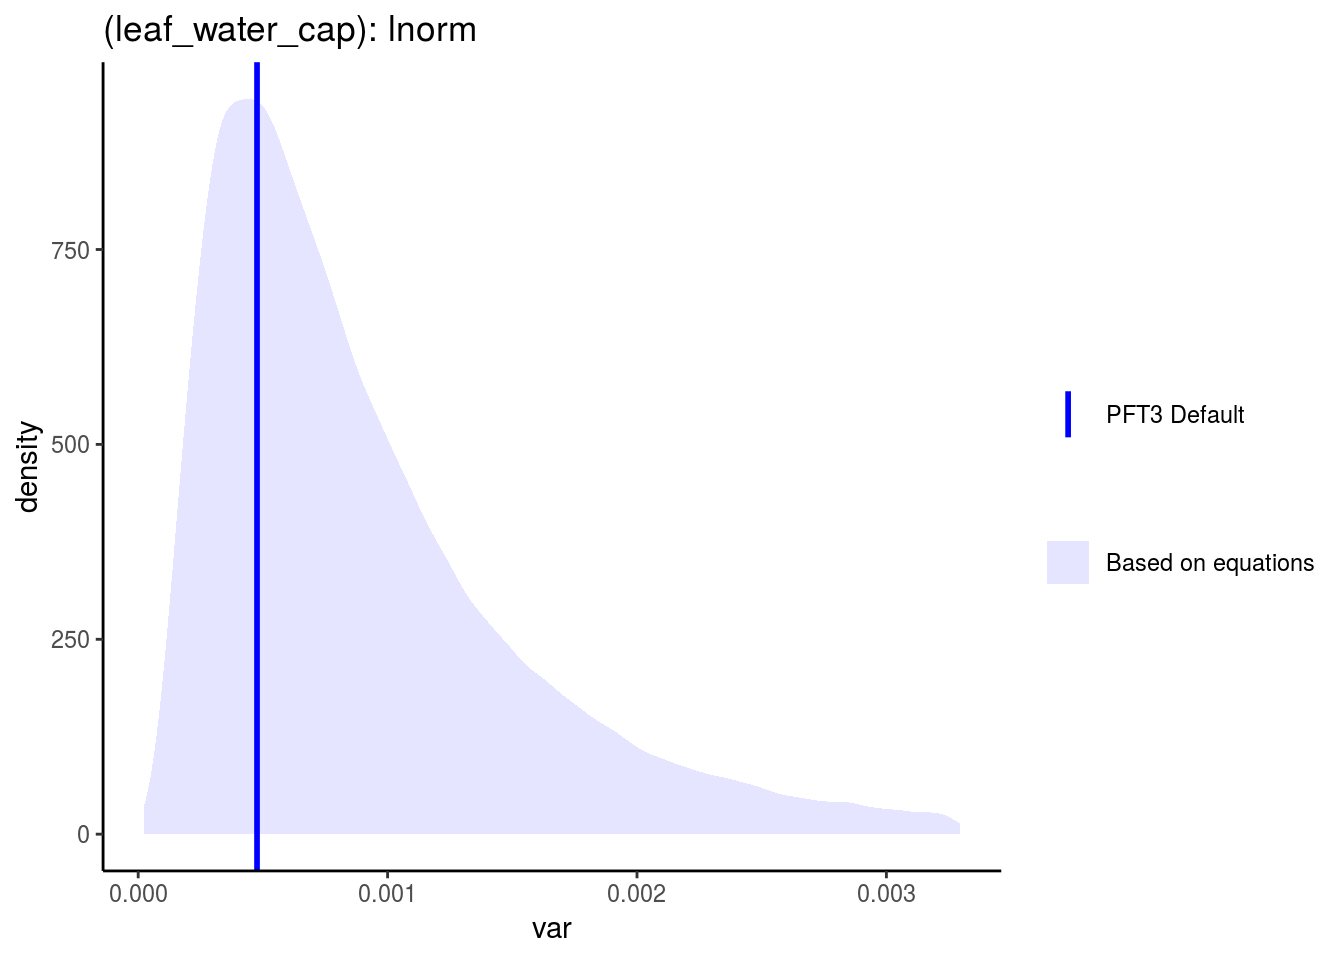 (leaf_water_cap): lnorm
750
500
250
0
density
0.000
0.001
0.002
0.003
var
PFT3 Default
Based on equations